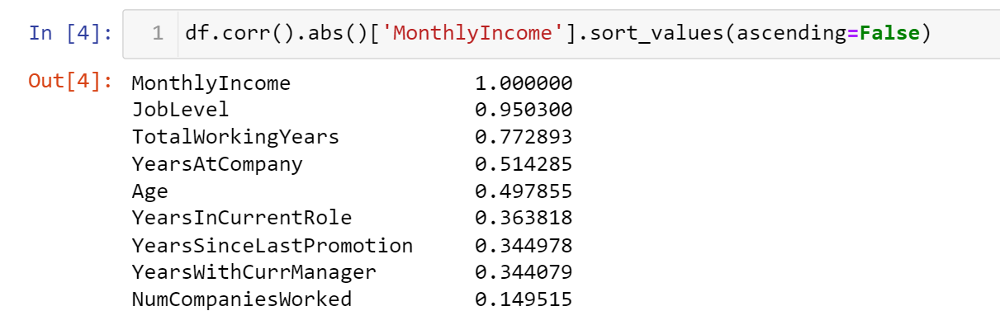 In [4]: 1 df.corr().abs()['MonthlyIncome'].sort_values(ascending=False)
Out[4]: MonthlyIncome 1.000000
JobLevel 0.950300
TotalWorkingYears 0.772893
YearsAtCompany 0.514285
Age 0.497855
YearsInCurrentRole 0.363818
YearsSinceLastPromotion 0.344978
YearsWithCurrManager 0.344079
NumCompaniesWorked 0.149515